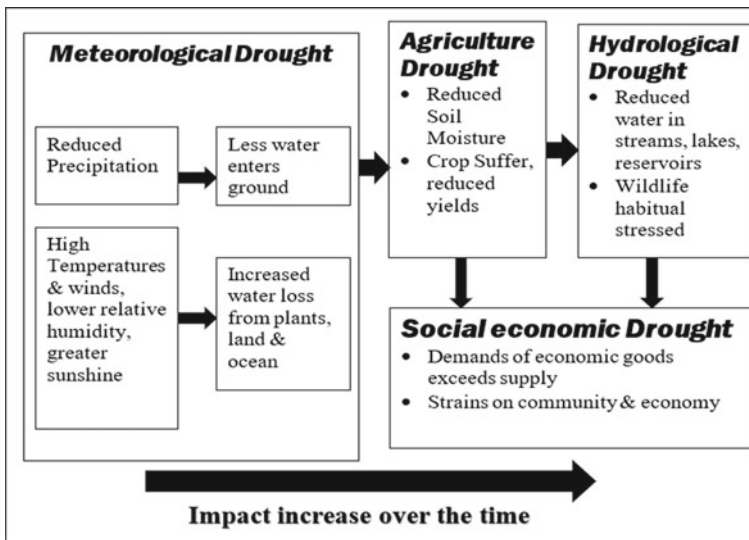 Meteorological Drought
Reduced
Precipitation
Less water
enters
ground
High
Temperatures
& winds,
lower relative
humidity,
greater
sunshine
Increased
water loss
from plants,
land &
ocean
Agriculture
Drought
• Reduced
Soil
Moisture
• Crop Suffer,
reduced
yields
Hydrological
Drought
• Reduced
water in
streams, lakes,
reservoirs
• Wildlife
habitual
stressed
Social economic Drought
• Demands of economic goods
exceeds supply
• Strains on community & economy
Impact increase over the time